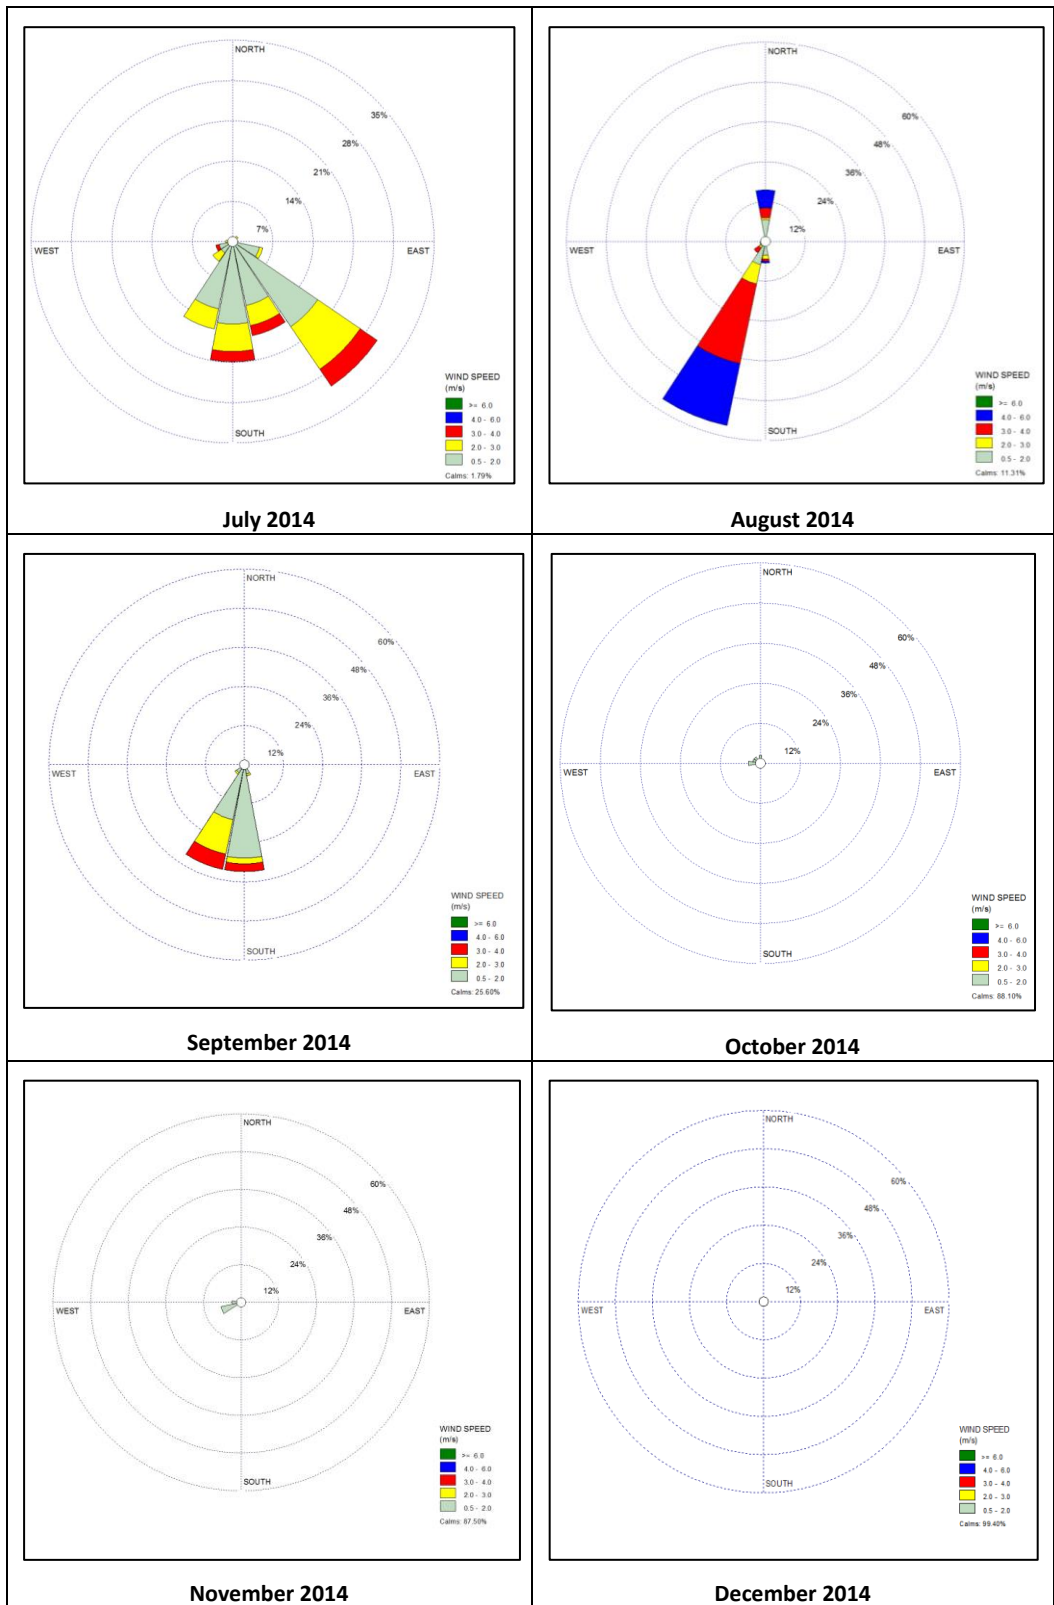 NORTH
35%
28%
21%
14%
7%
WEST
EAST
SOUTH
WIND SPEED
(m/s)
>= 6.0
4.0 - 6.0
3.0 - 4.0
2.0 - 3.0
0.5 - 2.0
Calms: 1.79%
July 2014
NORTH
60%
48%
36%
24%
12%
WEST
EAST
SOUTH
WIND SPEED
(m/s)
>= 6.0
4.0 - 6.0
3.0 - 4.0
2.0 - 3.0
0.5 - 2.0
Calms: 11.31%
August 2014
NORTH
60%
48%
36%
24%
12%
WEST
EAST
SOUTH
WIND SPEED
(m/s)
>= 6.0
4.0 - 6.0
3.0 - 4.0
2.0 - 3.0
0.5 - 2.0
Calms: 25.60%
September 2014
NORTH
60%
48%
36%
24%
12%
WEST
EAST
SOUTH
WIND SPEED
(m/s)
>= 6.0
4.0 - 6.0
3.0 - 4.0
2.0 - 3.0
0.5 - 2.0
Calms: 88.10%
October 2014
NORTH
60%
48%
36%
24%
12%
WEST
EAST
SOUTH
WIND SPEED
(m/s)
>= 6.0
4.0 - 6.0
3.0 - 4.0
2.0 - 3.0
0.5 - 2.0
Calms: 87.50%
November 2014
NORTH
60%
48%
36%
24%
12%
WEST
EAST
SOUTH
WIND SPEED
(m/s)
>= 6.0
4.0 - 6.0
3.0 - 4.0
2.0 - 3.0
0.5 - 2.0
Calms: 99.40%
December 2014